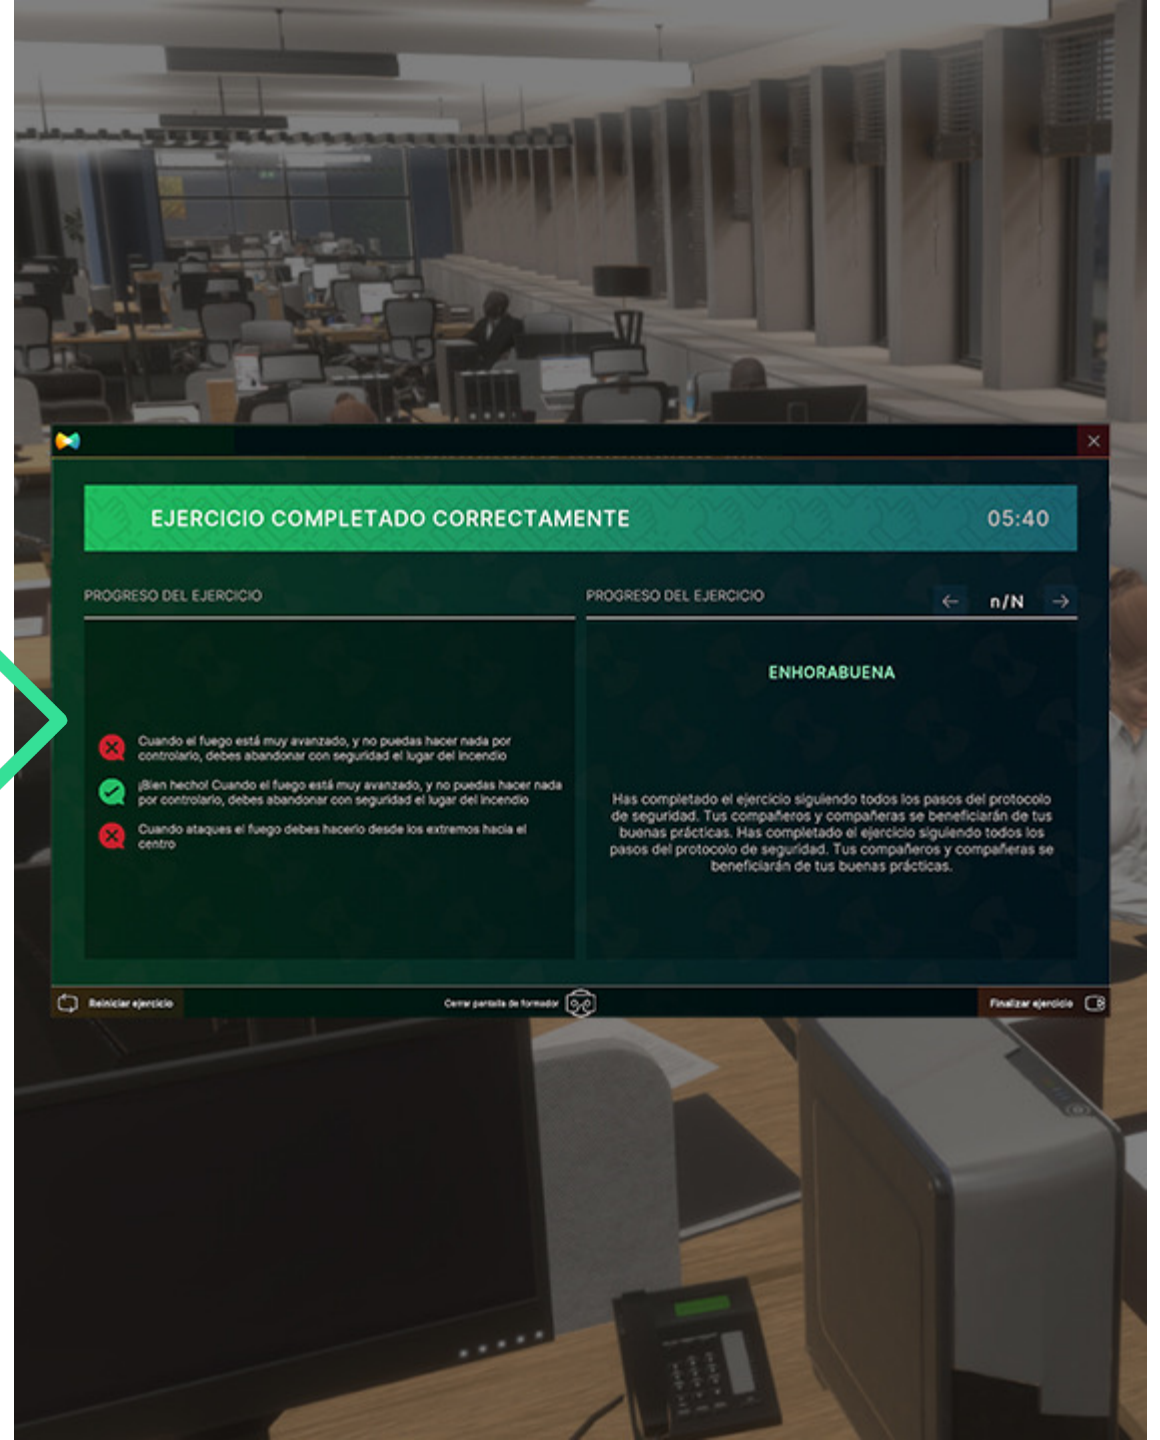 EJERCICIO COMPLETADO CORRECTAMENTE
05:40
PROGRESO DEL EJERCICIO
Cuando el fuego está muy avanzado, y no puedas hacer nada por
controlarlo, debes abandonar con seguridad el lugar del incendio
¡Bien hecho! Cuando el fuego está muy avanzado, y no puedas hacer nada
por controlarlo, debes abandonar con seguridad el lugar del incendio
Cuando ataques el fuego debes hacerlo desde los extremos hacia el
centro
PROGRESO DEL EJERCICIO
n/N
ENHORABUENA
Has completado el ejercicio siguiendo todos los pasos del protocolo
de seguridad. Tus compañeros y compañeras se beneficiarán de tus
buenas prácticas. Has completado el ejercicio siguiendo todos los
pasos del protocolo de seguridad. Tus compañeros y compañeras se
beneficiarán de tus buenas prácticas.
Reiniciar ejercicio
Cerrar pantalla de formador
Finalizar ejercicio